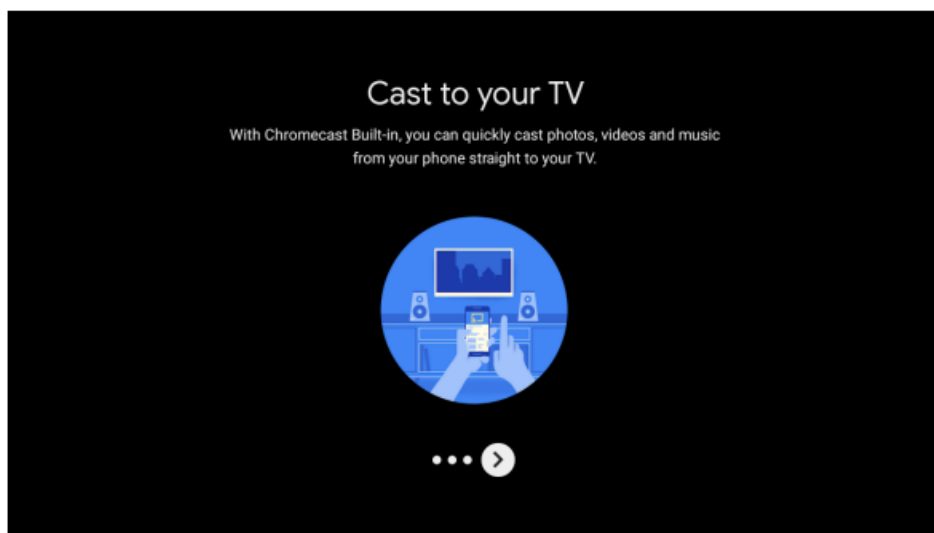 Cast to your TV
With Chromecast Built-in, you can quickly cast photos, videos and music
from your phone straight to your TV.